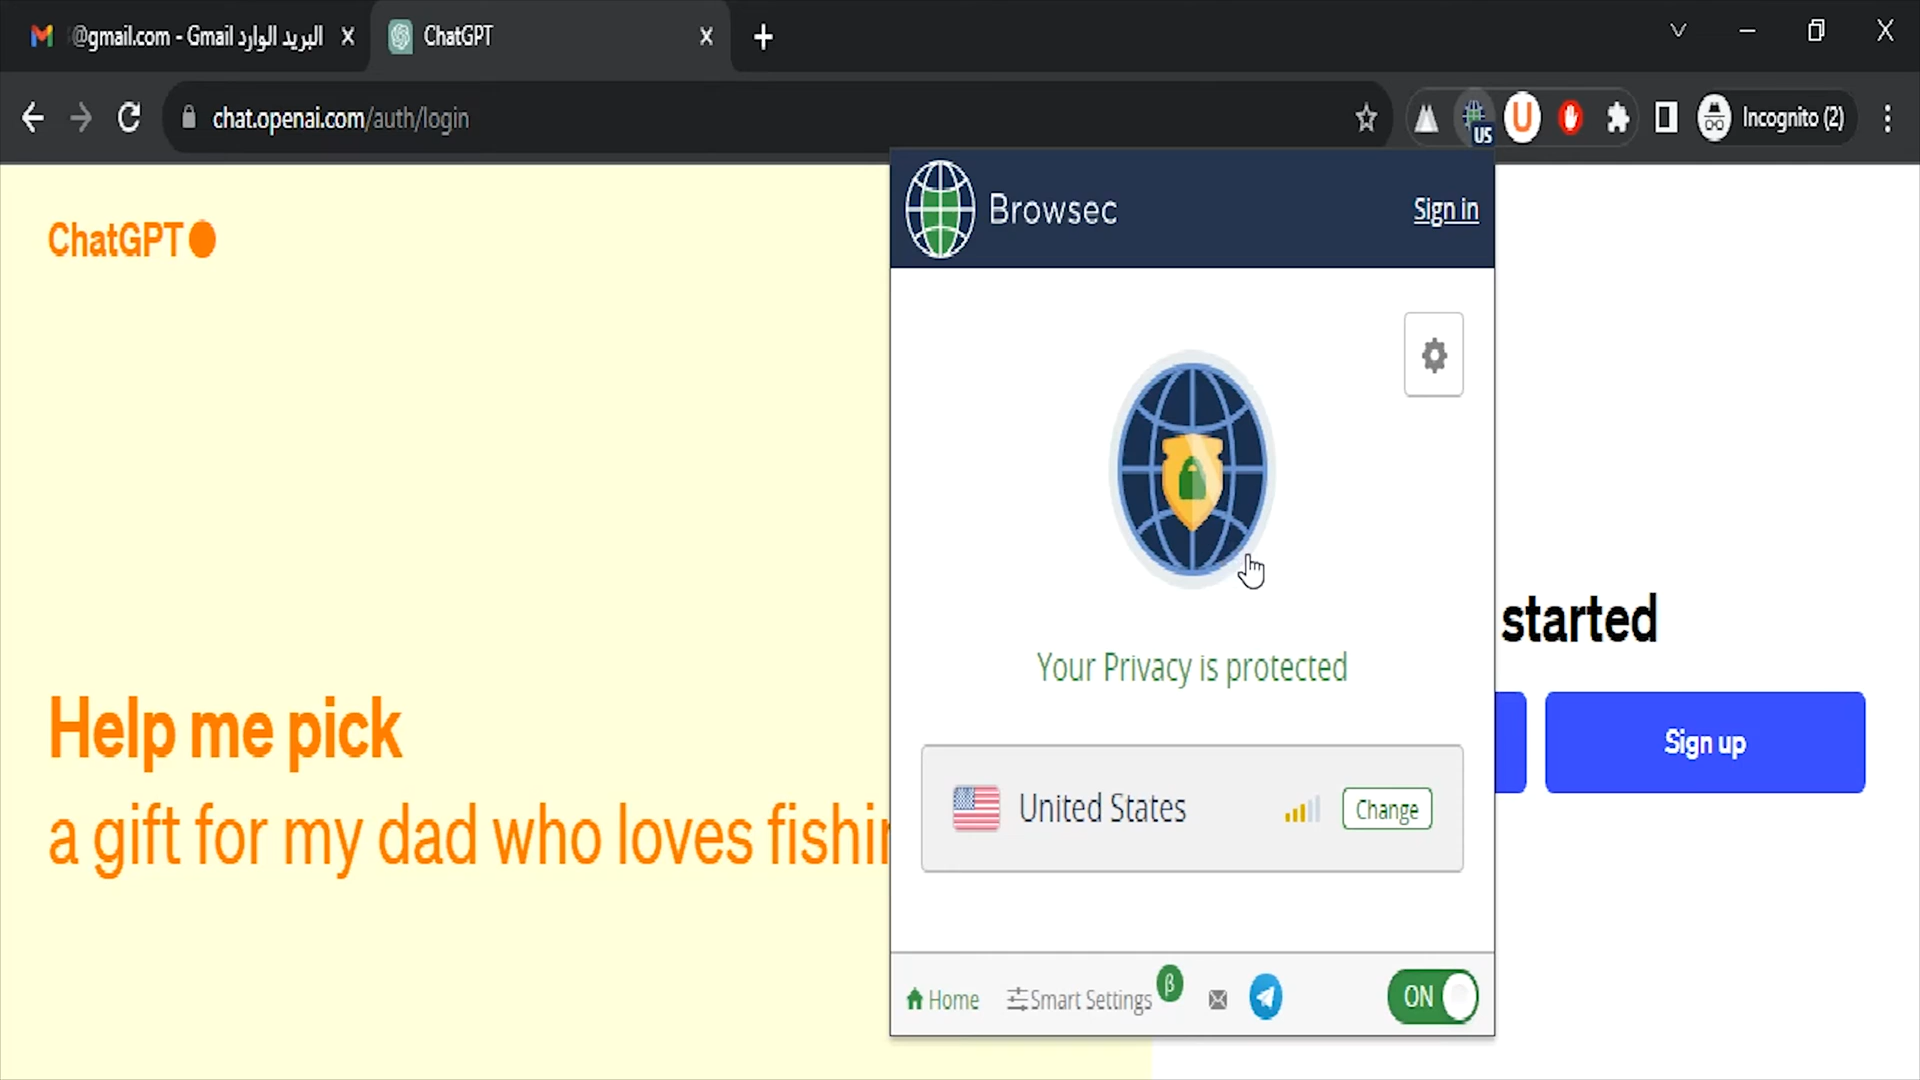 @gmail.com - Gmail البريد الوارد
ChatGPT
chat.openai.com/auth/login
US
Incognito (2)
Browsec
Sign in
ChatGPT
Your Privacy is protected
started
Help me pick
Sign up
a gift for my dad who loves
United States
Change
Home
Smart Settings
β
ON